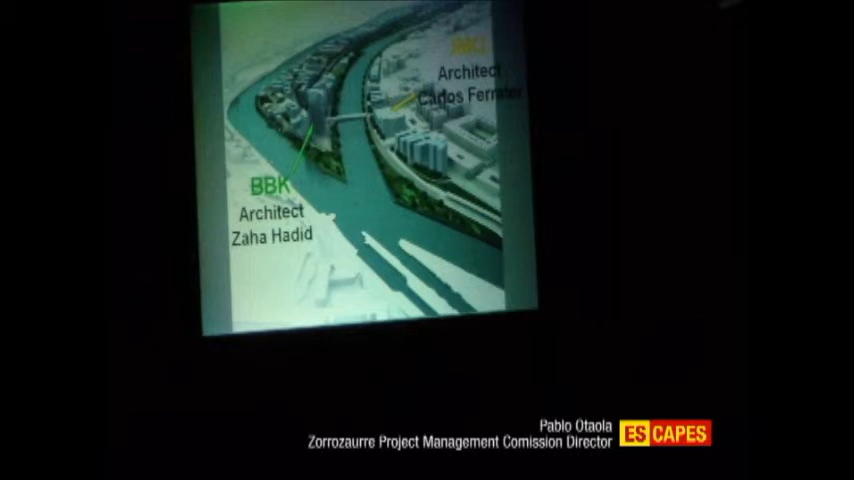 Architect
Carlos Ferrater
BBK
Architect
Zaha Hadid
Pablo Otaola
Zorrozaurre Project Management Comission Director
ES CAPES